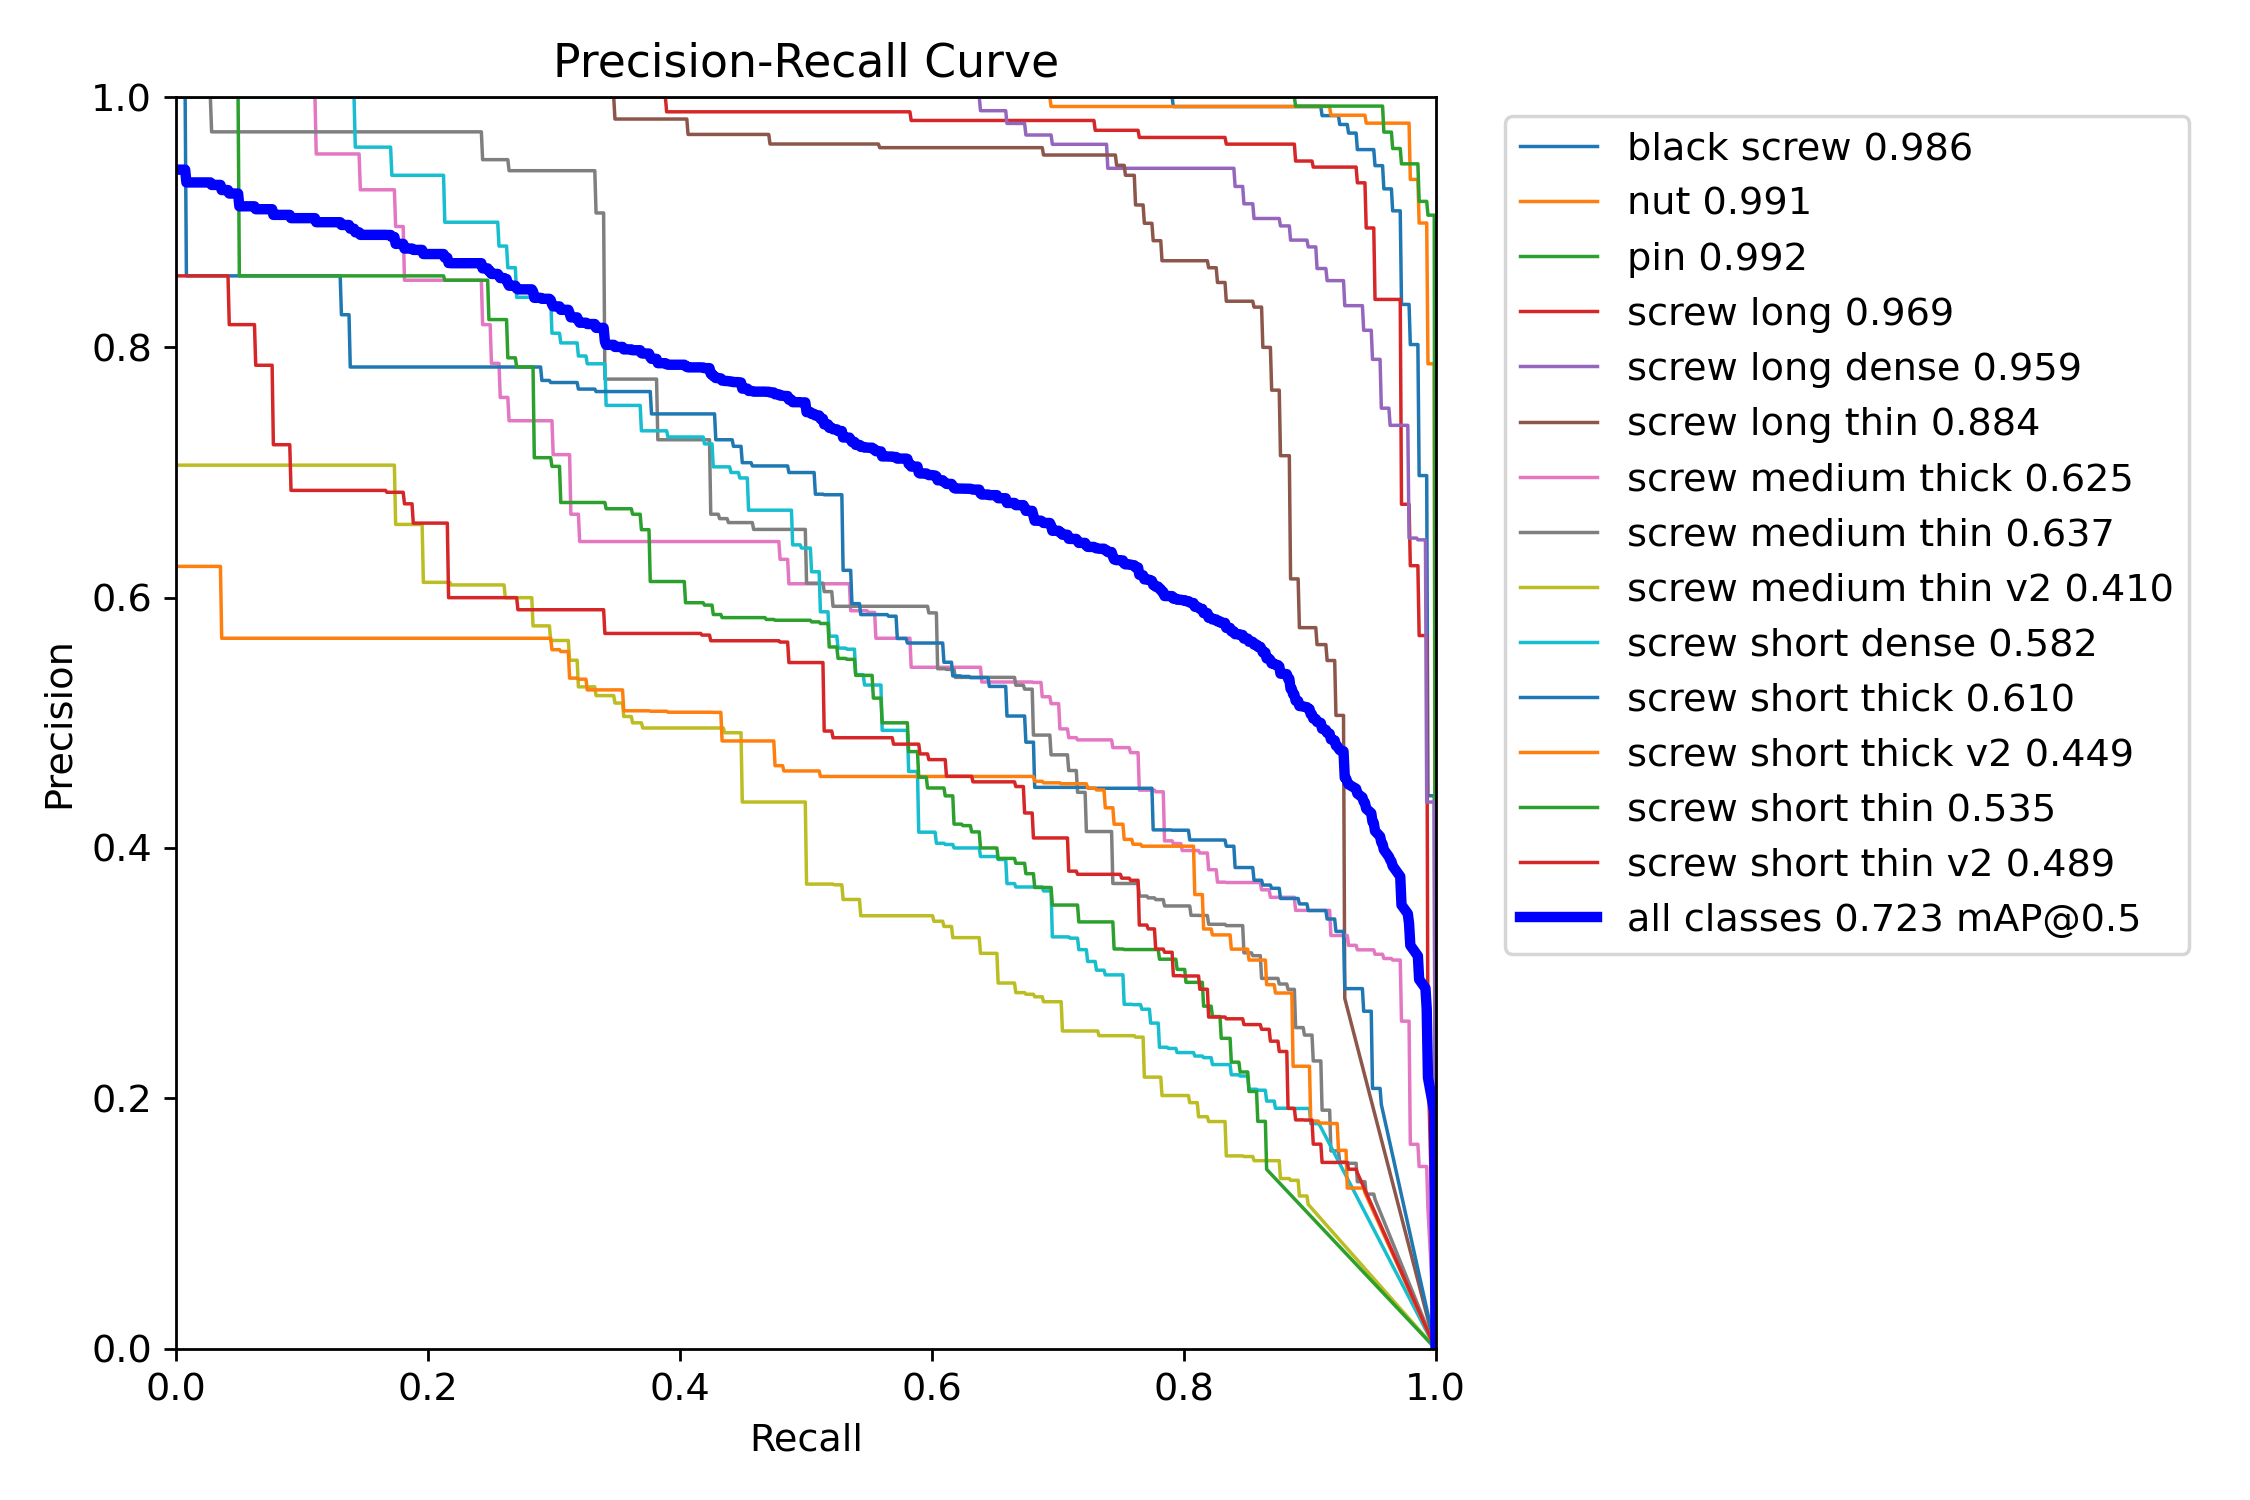 Precision-Recall Curve
1.0
0.8
0.6
0.4
0.2
0.0
Precision
0.0 0.2 0.4 0.6 0.8 1.0
Recall
black screw 0.986
nut 0.991
pin 0.992
screw long 0.969
screw long dense 0.959
screw long thin 0.884
screw medium thick 0.625
screw medium thin 0.637
screw medium thin v2 0.410
screw short dense 0.582
screw short thick 0.610
screw short thick v2 0.449
screw short thin 0.535
screw short thin v2 0.489
all classes 0.723 mAP@0.5